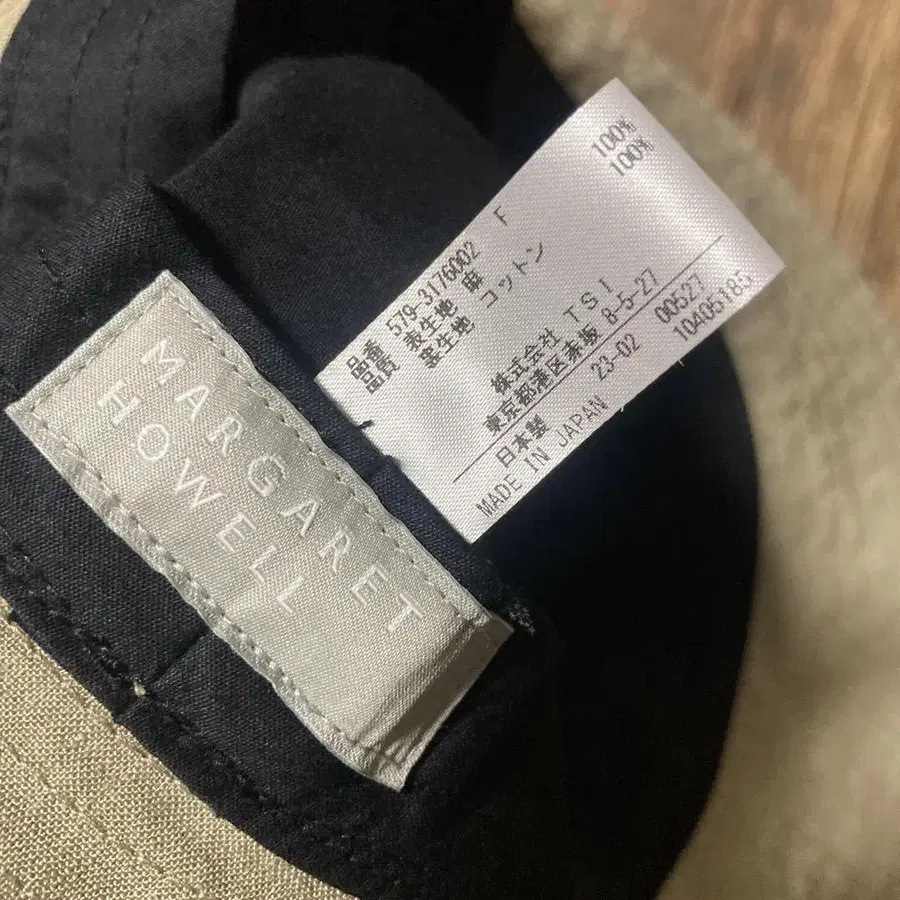 MARGARET
HOWELL
品番 579-3176002 F
品質 表生地 麻 100%
裏生地 コットン 100%
株式会社 TSI
東京都港区赤坂 8-5-27
日本製 23-02 00527
MADE IN JAPAN 10405185